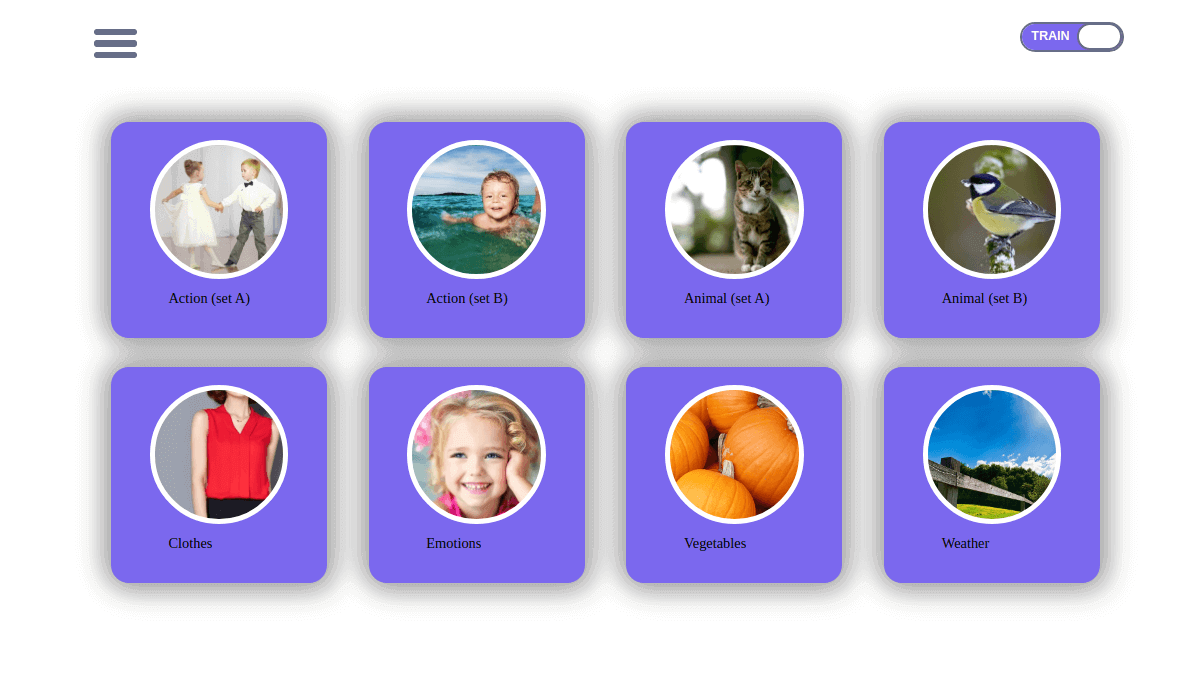 TRAIN
Action (set A)
Action (set B)
Animal (set A)
Animal (set B)
Clothes
Emotions
Vegetables
Weather